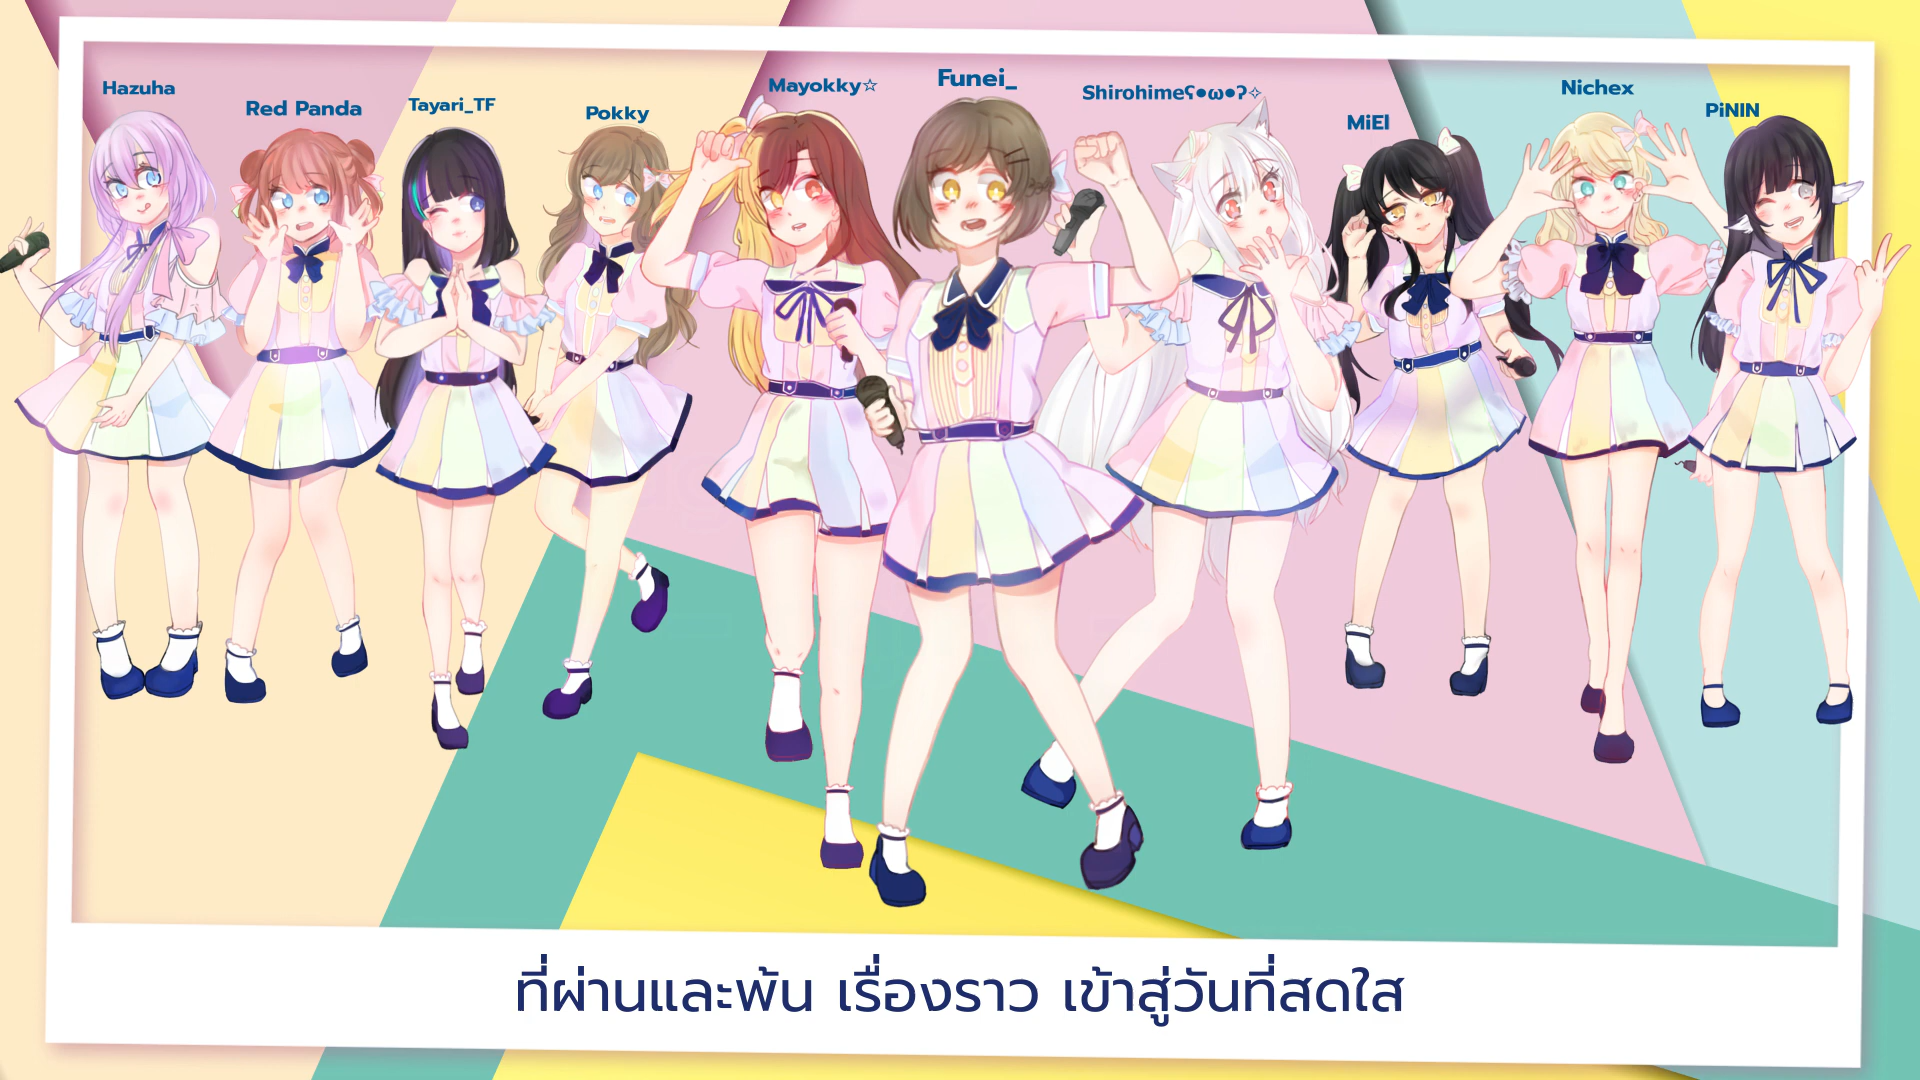 Hazuha
Red Panda
Tayari_TF
Pokky
Mayokky☆
Funei_
Shirohimeʕ•ω•ʔ✧
MiEl
Nichex
PiNIN
ที่ผ่านและพ้น เรื่องราว เข้าสู่วันที่สดใส